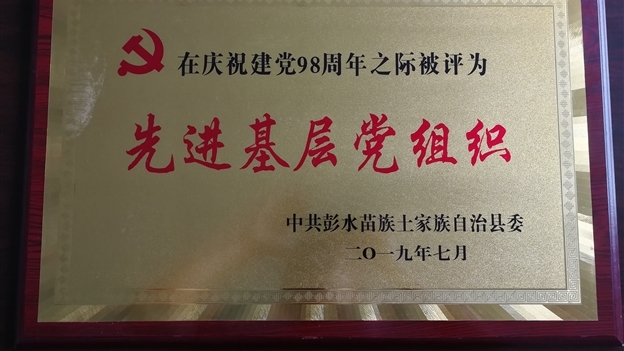 在庆祝建党98周年之际被评为
先进基层党组织
中共彭水苗族土家族自治县委
二〇一九年七月